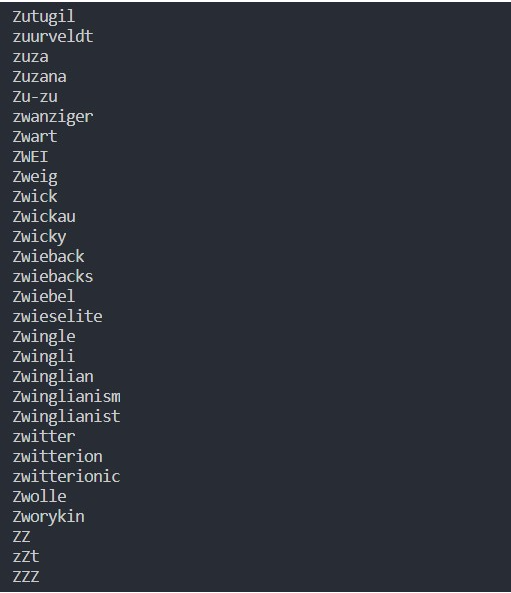 Zutugil
zuurveldt
zuza
Zuzana
Zu-zu
zwanziger
Zwart
ZWEI
Zweig
Zwick
Zwickau
Zwicky
Zwieback
zwiebacks
Zwiebel
zwieselite
Zwingle
Zwingli
Zwinglian
Zwinglianism
Zwinglianist
zwitter
zwitterion
zwitterionic
Zwolle
Zworykin
ZZ
zZt
ZZZ